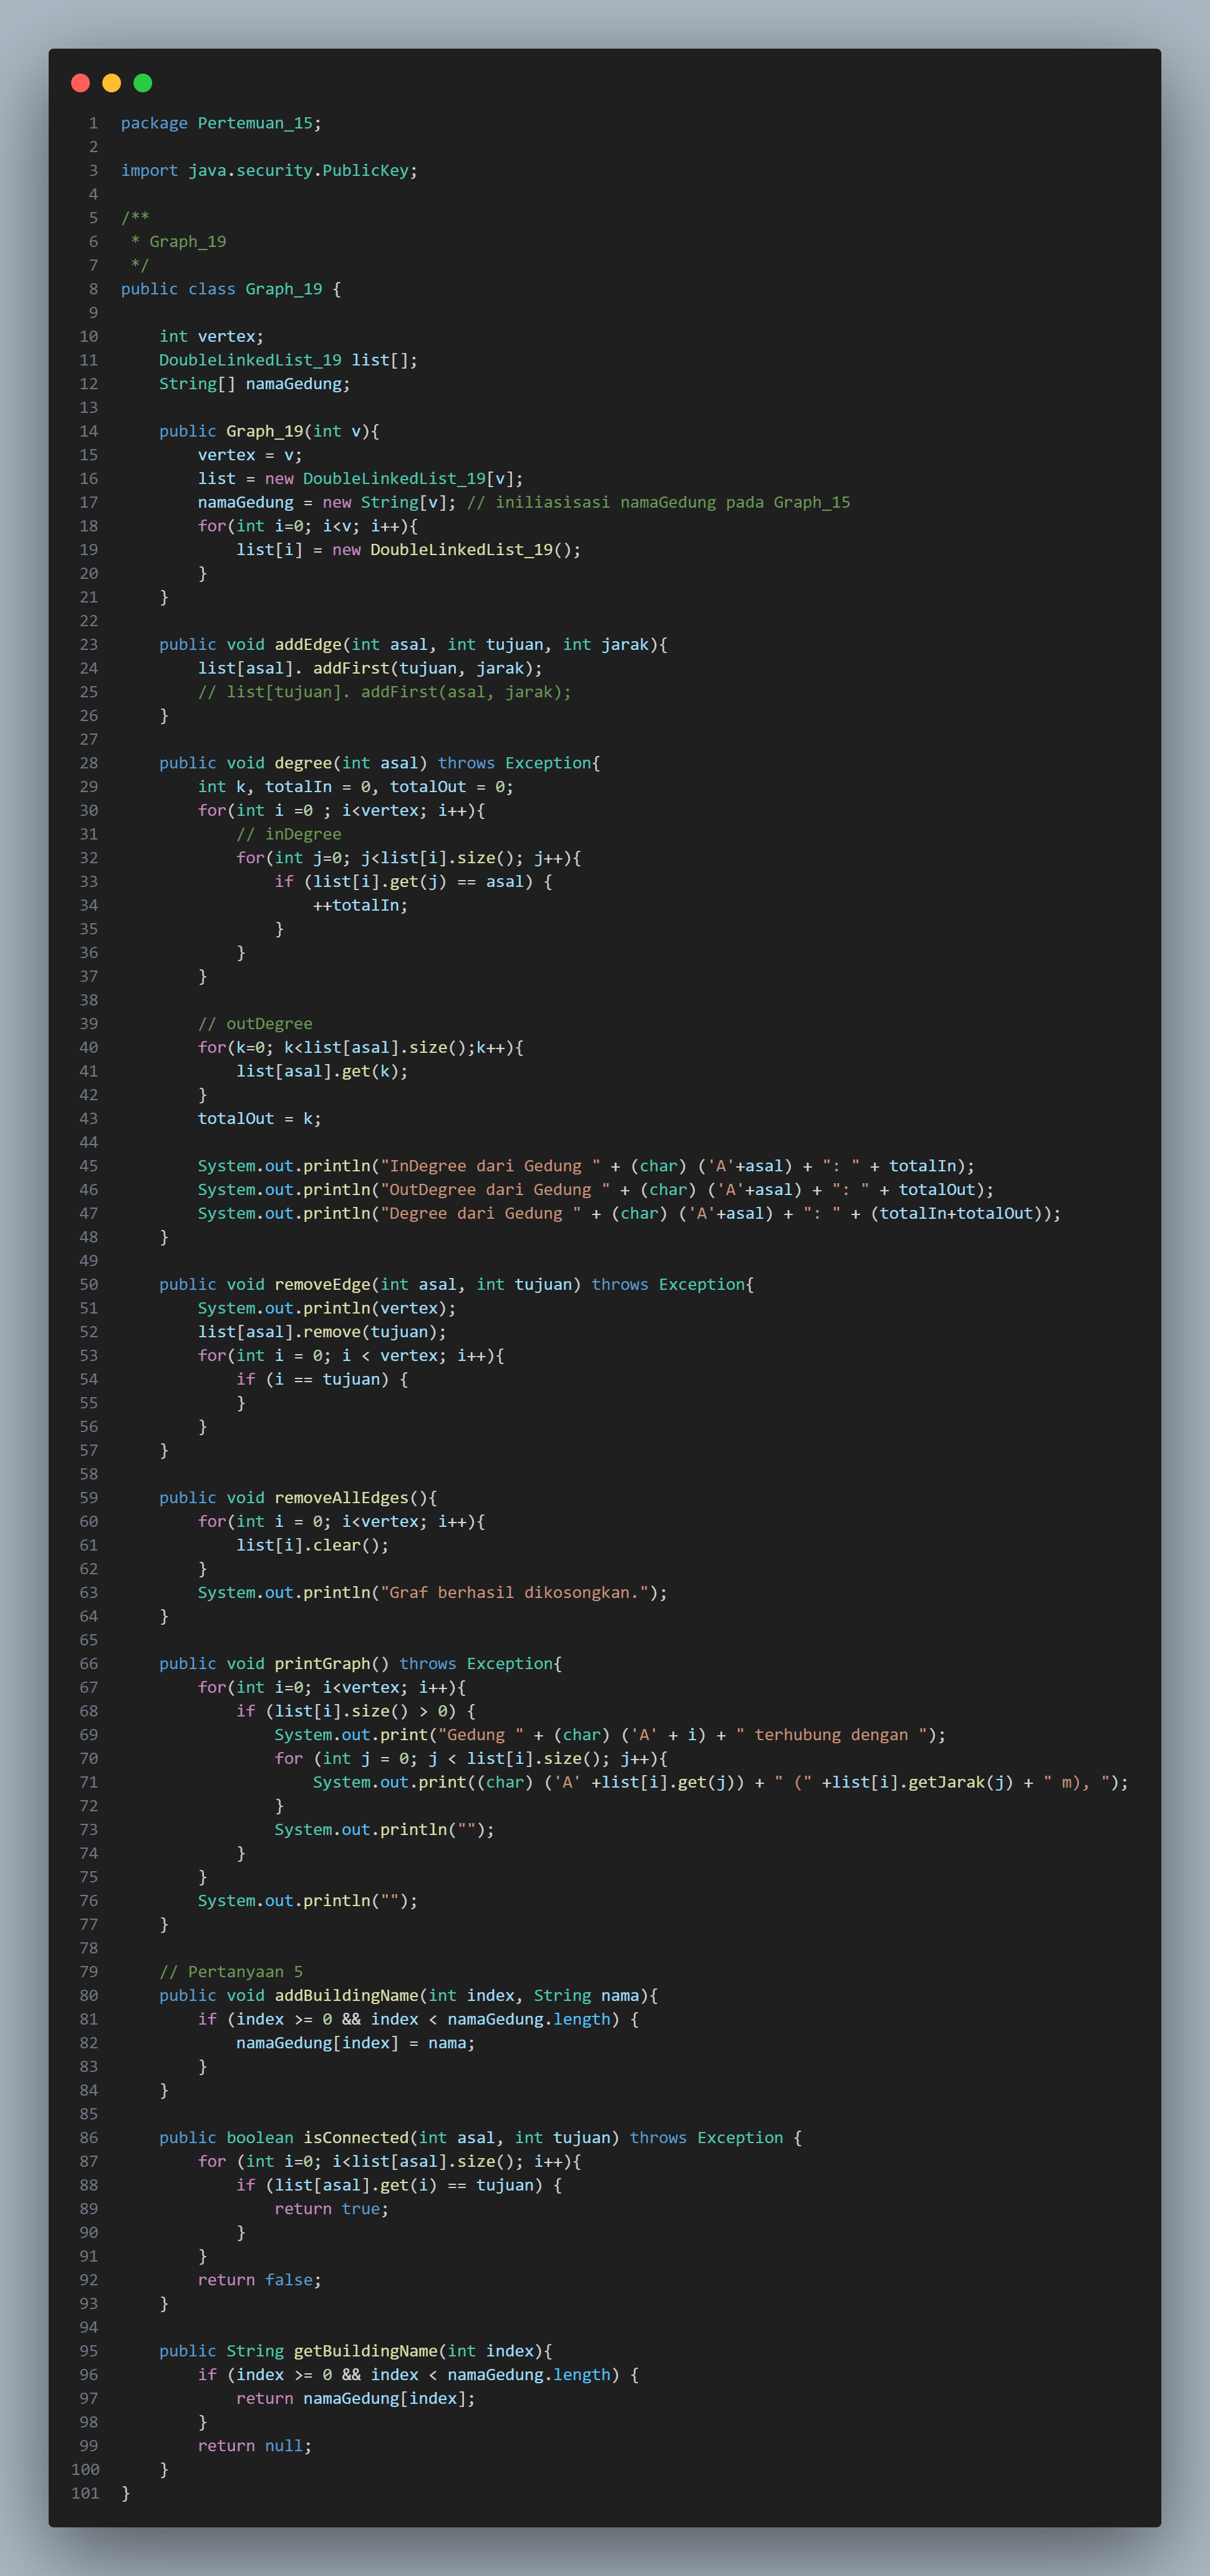 1 package Pertemuan_15;
2
3 import java.security.PublicKey;
4
5 /**
6  * Graph_19
7  */
8 public class Graph_19 {
9
10     int vertex;
11     DoubleLinkedList_19 list[];
12     String[] namaGedung;
13
14     public Graph_19(int v){
15         vertex = v;
16         list = new DoubleLinkedList_19[v];
17         namaGedung = new String[v]; // iniliasisasi namaGedung pada Graph_15
18         for(int i=0; i<v; i++){
19             list[i] = new DoubleLinkedList_19();
20         }
21     }
22
23     public void addEdge(int asal, int tujuan, int jarak){
24         list[asal]. addFirst(tujuan, jarak);
25         // list[tujuan]. addFirst(asal, jarak);
26     }
27
28     public void degree(int asal) throws Exception{
29         int k, totalIn = 0, totalOut = 0;
30         for(int i =0 ; i<vertex; i++){
31             // inDegree
32             for(int j=0; j<list[i].size(); j++){
33                 if (list[i].get(j) == asal) {
34                     ++totalIn;
35                 }
36             }
37         }
38
39         // outDegree
40         for(k=0; k<list[asal].size();k++){
41             list[asal].get(k);
42         }
43         totalOut = k;
44
45         System.out.println("InDegree dari Gedung " + (char) ('A'+asal) + ": " + totalIn);
46         System.out.println("OutDegree dari Gedung " + (char) ('A'+asal) + ": " + totalOut);
47         System.out.println("Degree dari Gedung " + (char) ('A'+asal) + ": " + (totalIn+totalOut));
48     }
49
50     public void removeEdge(int asal, int tujuan) throws Exception{
51         System.out.println(vertex);
52         list[asal].remove(tujuan);
53         for(int i = 0; i < vertex; i++){
54             if (i == tujuan) {
55             }
56         }
57     }
58
59     public void removeAllEdges(){
60         for(int i = 0; i<vertex; i++){
61             list[i].clear();
62         }
63         System.out.println("Graf berhasil dikosongkan.");
64     }
65
66     public void printGraph() throws Exception{
67         for(int i=0; i<vertex; i++){
68             if (list[i].size() > 0) {
69                 System.out.print("Gedung " + (char) ('A' + i) + " terhubung dengan ");
70                 for (int j = 0; j < list[i].size(); j++){
71                     System.out.print((char) ('A' +list[i].get(j)) + " (" +list[i].getJarak(j) + " m), ");
72                 }
73                 System.out.println("");
74             }
75         }
76         System.out.println("");
77     }
78
79     // Pertanyaan 5
80     public void addBuildingName(int index, String nama){
81         if (index >= 0 && index < namaGedung.length) {
82             namaGedung[index] = nama;
83         }
84     }
85
86     public boolean isConnected(int asal, int tujuan) throws Exception {
87         for (int i=0; i<list[asal].size(); i++){
88             if (list[asal].get(i) == tujuan) {
89                 return true;
90             }
91         }
92         return false;
93     }
94
95     public String getBuildingName(int index){
96         if (index >= 0 && index < namaGedung.length) {
97             return namaGedung[index];
98         }
99         return null;
100     }
101 }